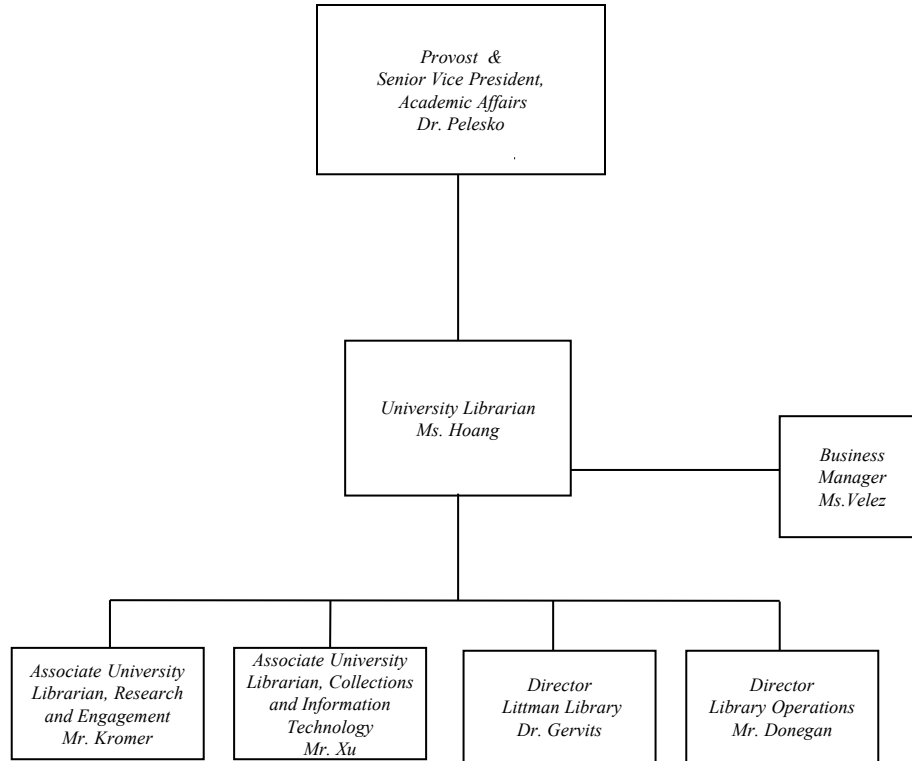 Provost &
Senior Vice President,
Academic Affairs
Dr. Pelesko
.
University Librarian
Ms. Hoang
Business
Manager
Ms.Velez
Associate University
Librarian, Research
and Engagement
Mr. Kromer
Associate University
Librarian, Collections
and Information
Technology
Mr. Xu
Director
Littman Library
Dr. Gervits
Director
Library Operations
Mr. Donegan